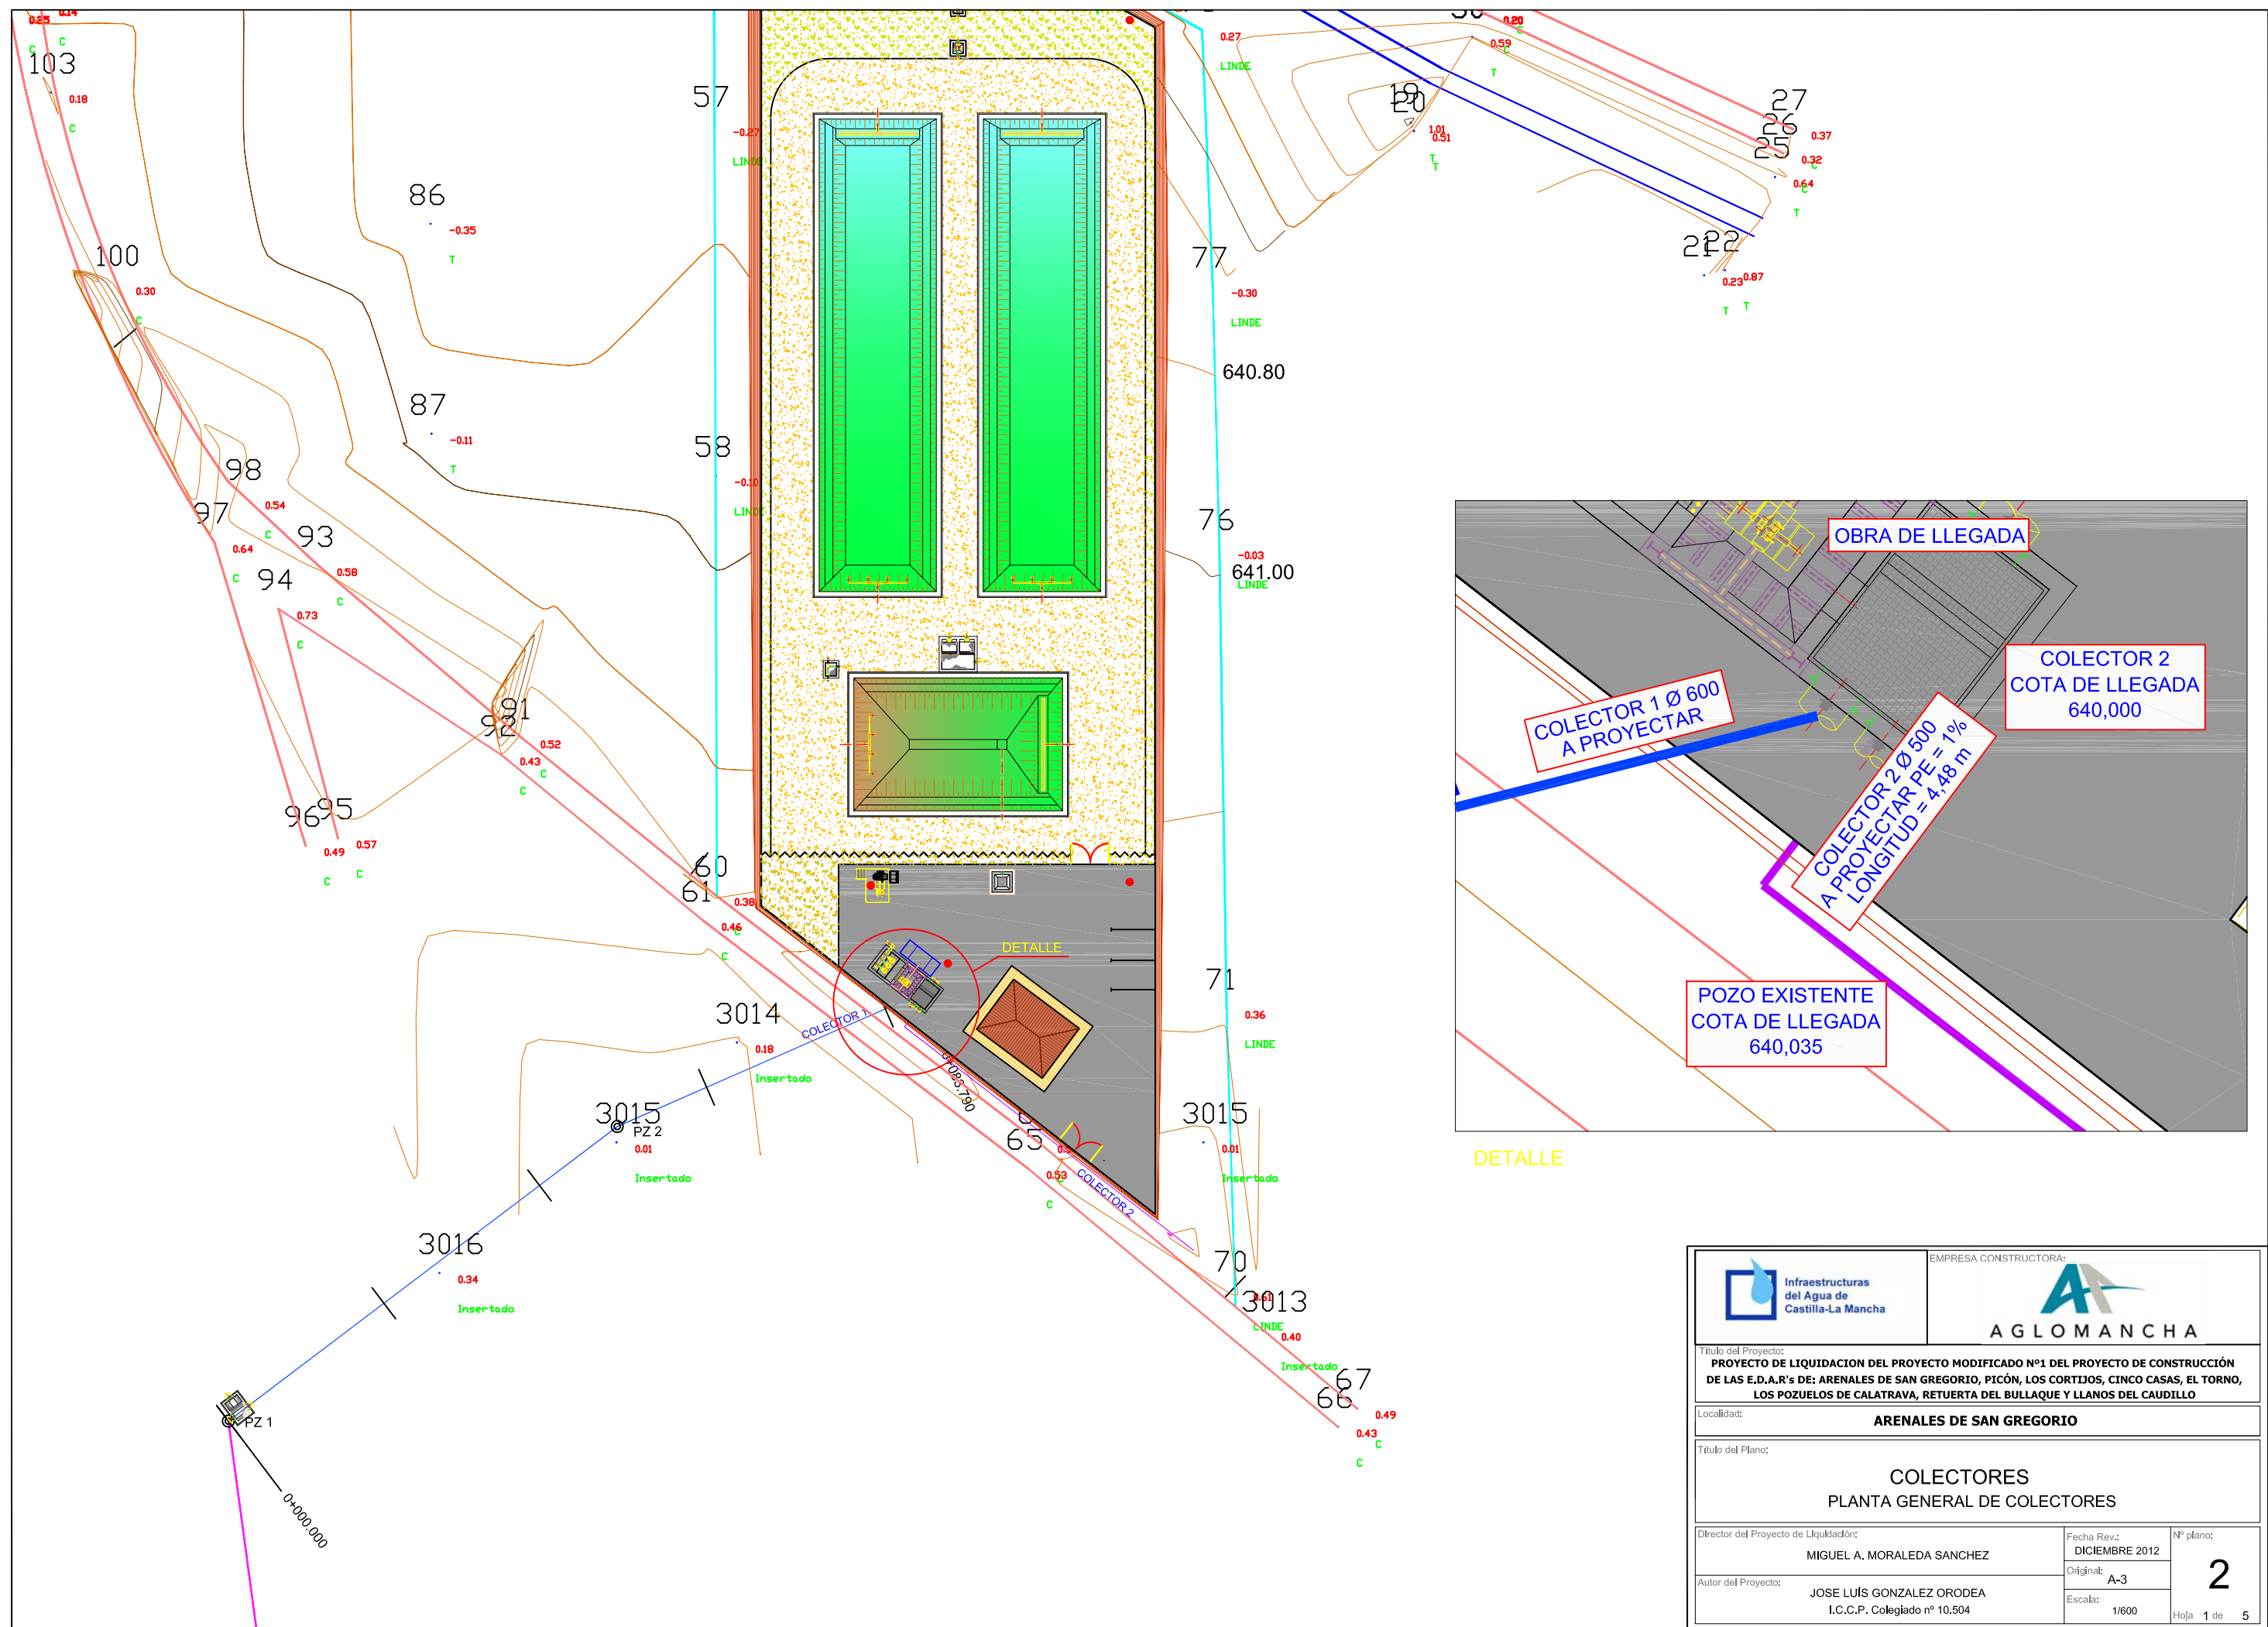 0.25
0.14
C
C
103
0.18
C
57
-0.27
LINDE
0.27
LINDE
0.20
C
0.59
C
T
19
20
1.01
0.51
T
T
27
26
25
0.37
0.32
C
0.64
C
T
86
-0.35
T
100
0.30
C
77
-0.30
LINDE
21
22
0.23
0.87
T
T
640.80
87
-0.11
T
58
-0.10
LINDE
98
0.54
C
97
0.64
C
93
0.58
C
94
0.73
C
76
-0.03
641.00
LINDE
91
92
0.52
C
0.43
C
96
95
0.49
0.57
C
C
60
61
0.38
C
0.46
C
DETALLE
71
0.36
LINDE
3014
0.18
Insertado
COLECTOR 1
0+083.790
3015
PZ 2
0.01
Insertado
65
0.53
C
COLECTOR 2
3015
0.01
Insertado
3016
0.34
Insertado
70
0.61
3013
LINDE
0.40
Insertado
67
66
0.49
C
0.43
C
PZ 1
0+000.000
OBRA DE LLEGADA
COLECTOR 1 Ø 600
A PROYECTAR
COLECTOR 2
COTA DE LLEGADA
640,000
COLECTOR 2 Ø 500
A PROYECTAR PE = 1%
LONGITUD = 4,48 m
POZO EXISTENTE
COTA DE LLEGADA
640,035
DETALLE
Infraestructuras
del Agua de
Castilla-La Mancha
EMPRESA CONSTRUCTORA:
AGLOMANCHA
Título del Proyecto:
PROYECTO DE LIQUIDACION DEL PROYECTO MODIFICADO Nº1 DEL PROYECTO DE CONSTRUCCIÓN
DE LAS E.D.A.R's DE: ARENALES DE SAN GREGORIO, PICÓN, LOS CORTIJOS, CINCO CASAS, EL TORNO,
LOS POZUELOS DE CALATRAVA, RETUERTA DEL BULLAQUE Y LLANOS DEL CAUDILLO
Localidad:
ARENALES DE SAN GREGORIO
Título del Plano:
COLECTORES
PLANTA GENERAL DE COLECTORES
Director del Proyecto de Liquidación:
MIGUEL A. MORALEDA SANCHEZ
Autor del Proyecto:
JOSE LUÍS GONZALEZ ORODEA
I.C.C.P. Colegiado nº 10.504
Fecha Rev.:
DICIEMBRE 2012
Original:
A-3
Escala:
1/600
Nº plano:
2
Hoja 1 de 5